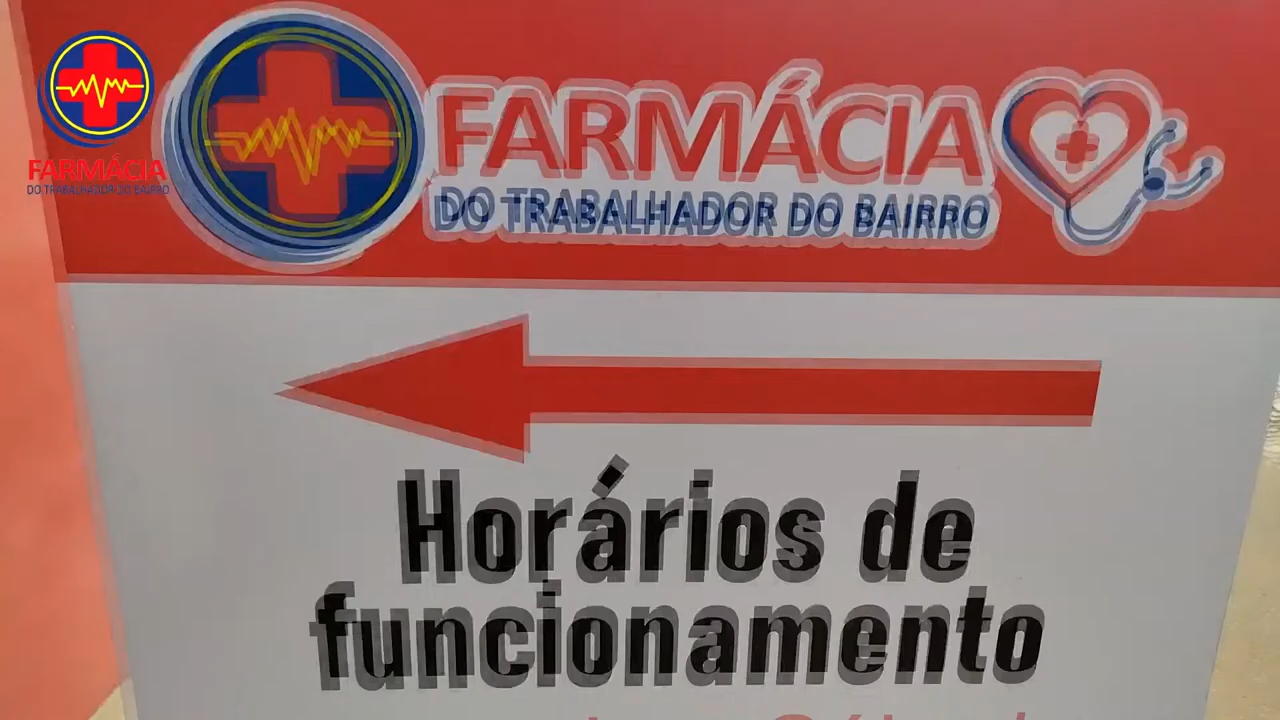 FARMÁCIA
DO TRABALHADOR DO BAIRRO
FARMÁCIA
DO TRABALHADOR DO BAIRRO
Horários de
funcionamento